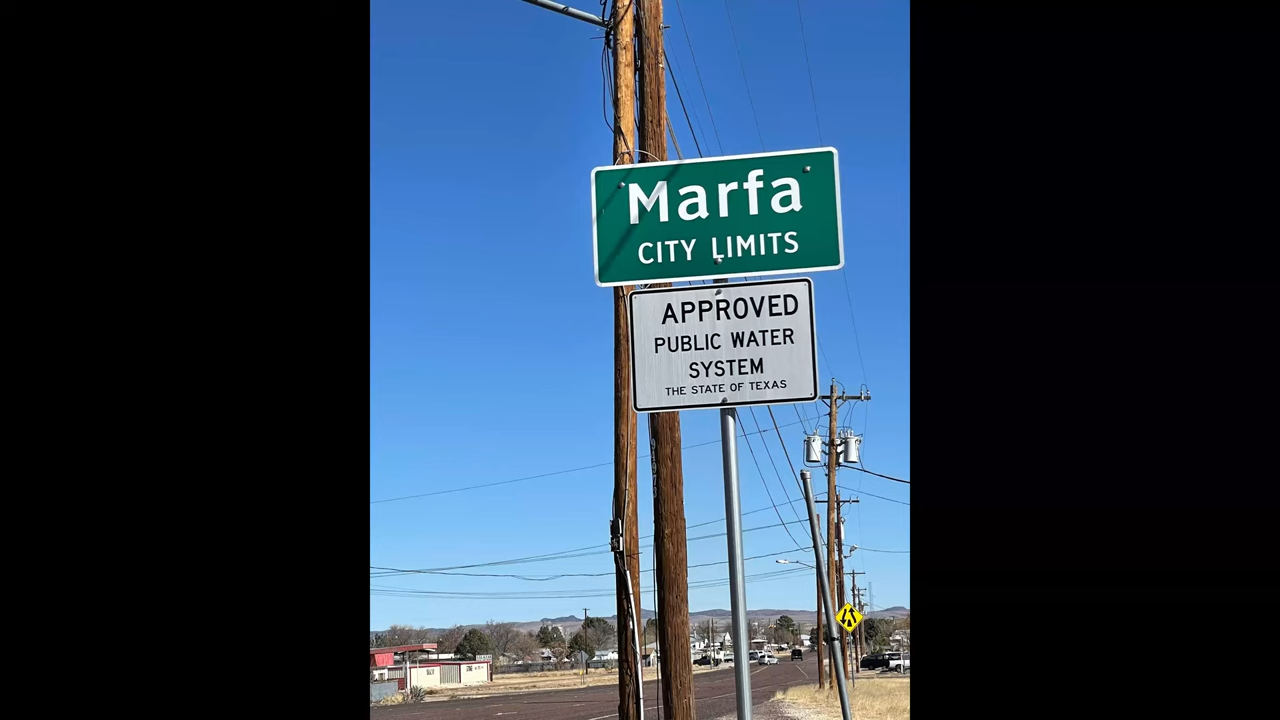 Marfa
CITY LIMITS
APPROVED
PUBLIC WATER
SYSTEM
THE STATE OF TEXAS